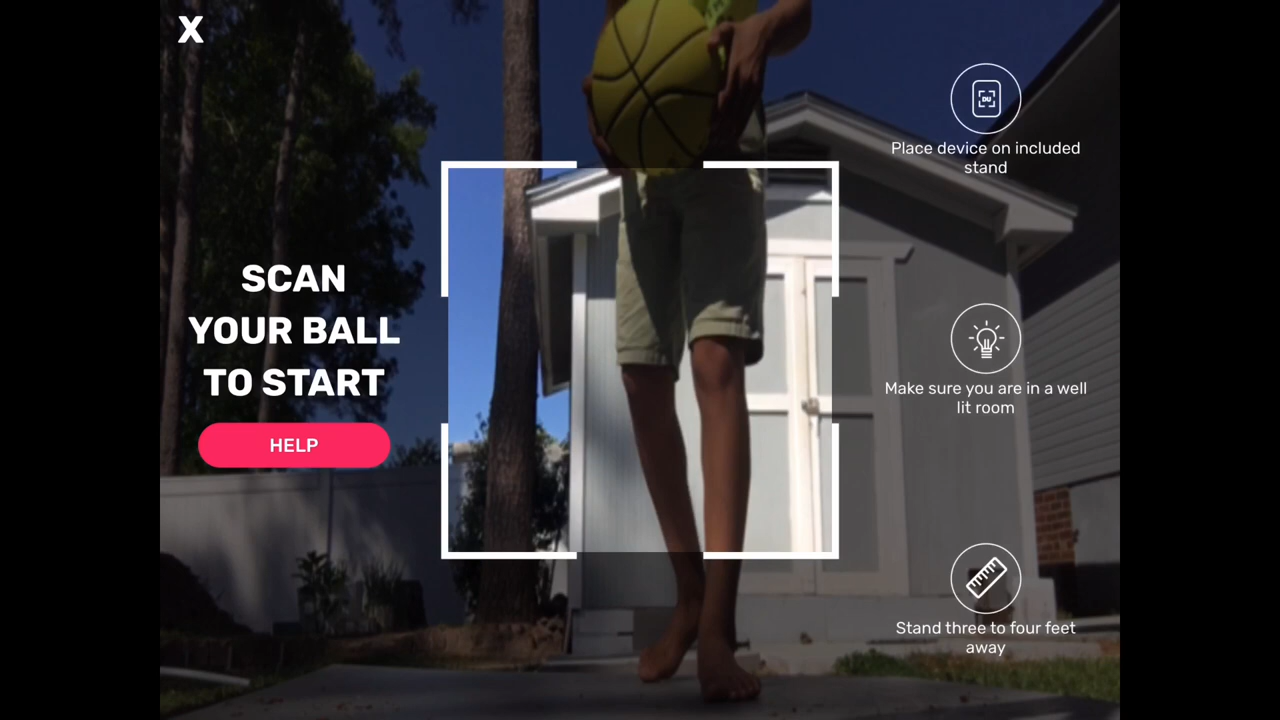 X
SCAN
YOUR BALL
TO START
HELP
DU
Place device on included
stand
Make sure you are in a well
lit room
Stand three to four feet
away